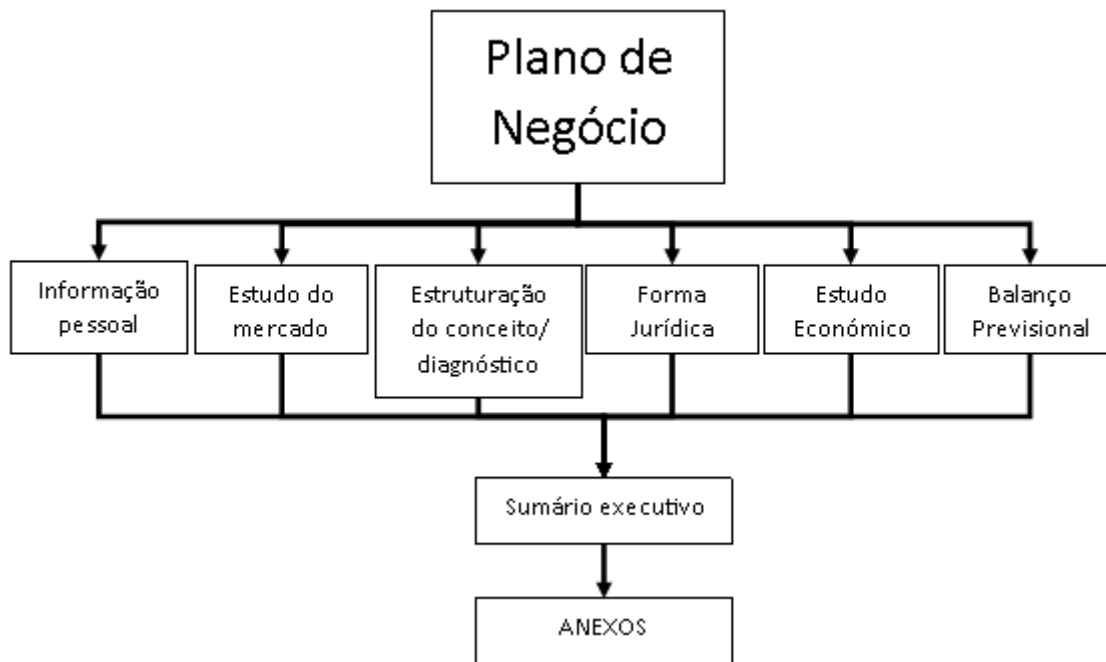 Plano de
Negócio
Informação
pessoal
Estudo do
mercado
Estruturação
do conceito/
diagnóstico
Forma
Jurídica
Estudo
Económico
Balanço
Previsional
Sumário executivo
ANEXOS